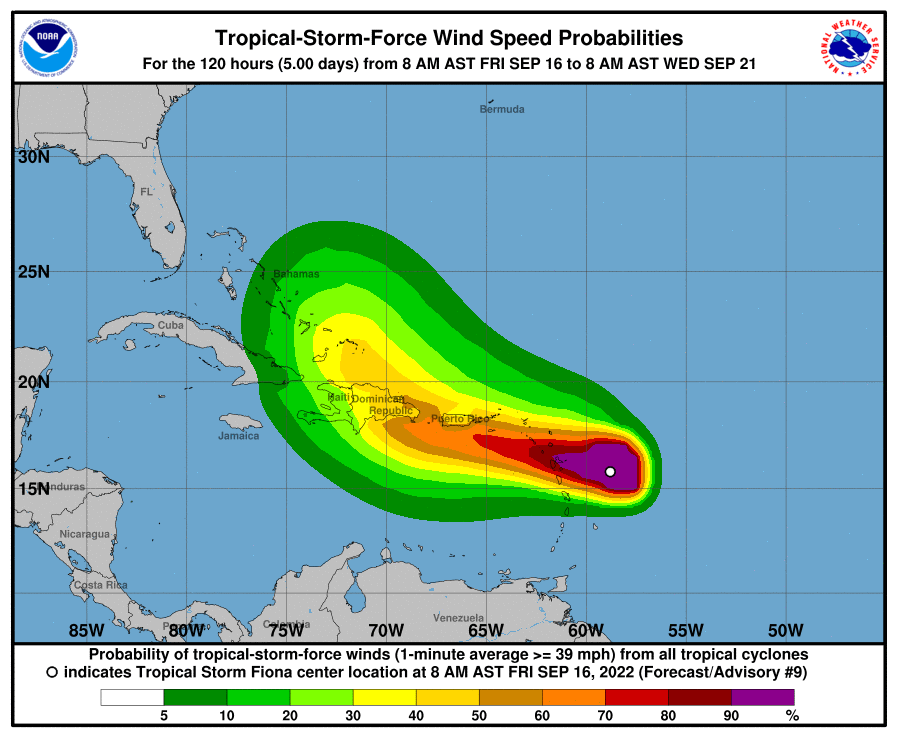 NOAA
Tropical-Storm-Force Wind Speed Probabilities
For the 120 hours (5.00 days) from 8 AM AST FRI SEP 16 to 8 AM AST WED SEP 21
NATIONAL WEATHER SERVICE
Bermuda
30N
FL
25N
Bahamas
Cuba
20N
Haiti Dominican
Republic
Puerto Rico
Jamaica
15N
Honduras
Nicaragua
Costa Rica
Colombia
Venezuela
85W 80W 75W 70W 65W 60W 55W 50W
Probability of tropical-storm-force winds (1-minute average >= 39 mph) from all tropical cyclones
indicates Tropical Storm Fiona center location at 8 AM AST FRI SEP 16, 2022 (Forecast/Advisory #9)
5 10 20 30 40 50 60 70 80 90 %